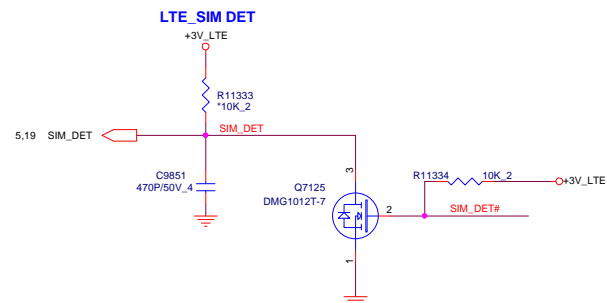 LTE_SIM DET
+3V_LTE
R11333
*10K_2
5,19 SIM_DET
SIM_DET
C9851
470P/50V_4
3
R11334
10K_2
+3V_LTE
Q7125
DMG1012T-7
2
SIM_DET#
1